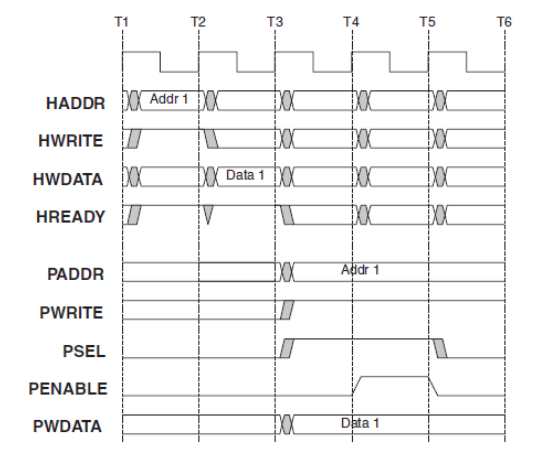 T1 T2 T3 T4 T5 T6
HADDR Addr 1
HWRITE
HWDATA Data 1
HREADY
PADDR Addr 1
PWRITE
PSEL
PENABLE
PWDATA Data 1